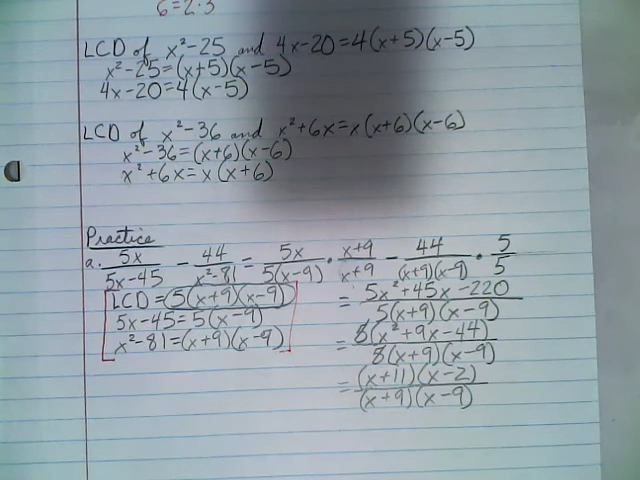 6=2·3
LCD of x²-25 and 4x-20=4(x+5)(x-5)
x²-25=(x+5)(x-5)
4x-20=4(x-5)
LCD of x²-36 and x²+6x=x(x+6)(x-6)
x²-36=(x+6)(x-6)
x²+6x=x(x+6)
Practice
a. 5x/5x-45 - 44/x²-81 = 5x/5(x-9) · x+9/x+9 - 44/(x+9)(x-9) · 5/5
LCD=5(x+9)(x-9)
5x-45=5(x-9)
x²-81=(x+9)(x-9)
= 5x²+45x-220/5(x+9)(x-9)
= 5(x²+9x-44)/5(x+9)(x-9)
= (x+11)(x-2)/(x+9)(x-9)